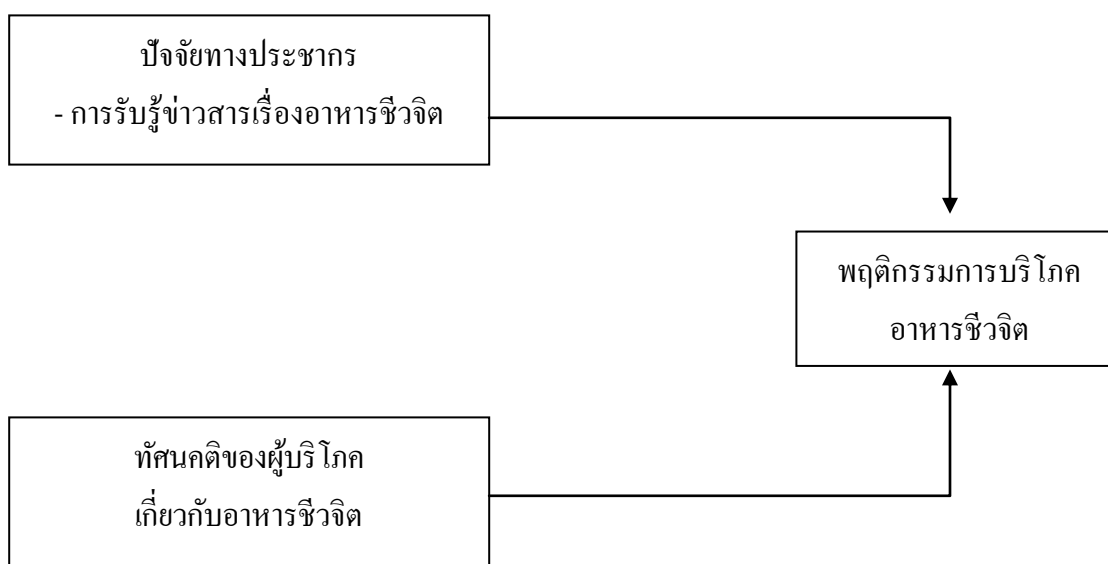 ปัจจัยทางประชากร
- การรับรู้ข่าวสารเรื่องอาหารชีวจิต
พฤติกรรมการบริโภค
อาหารชีวจิต
ทัศนคติของผู้บริโภค
เกี่ยวกับอาหารชีวจิต